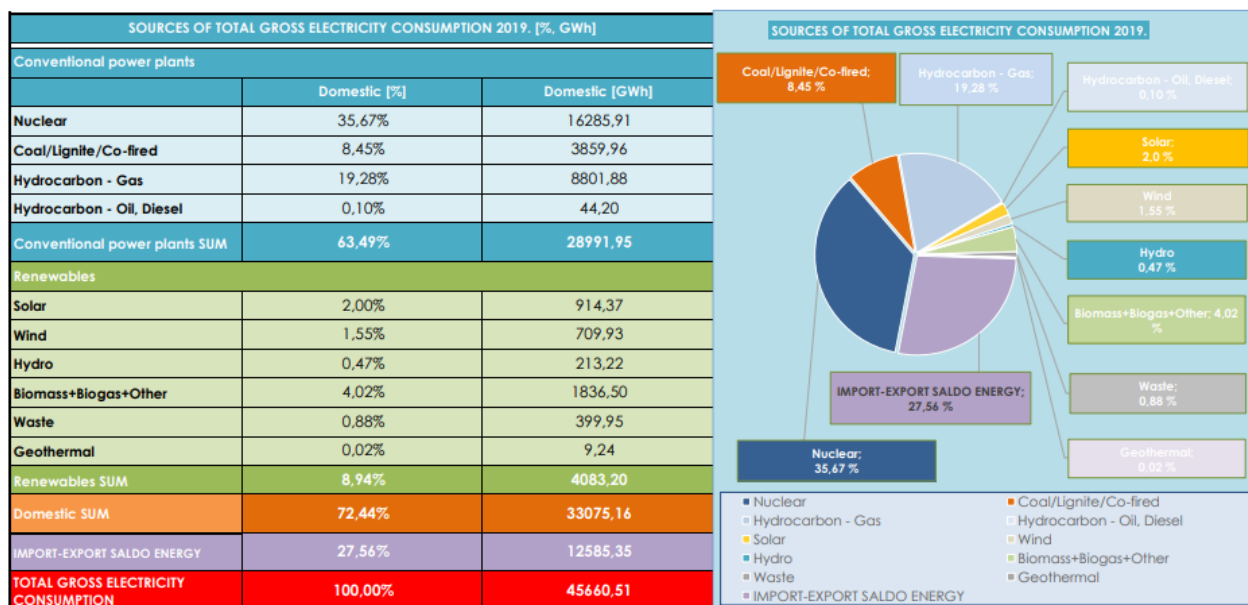 SOURCES OF TOTAL GROSS ELECTRICITY CONSUMPTION 2019. [%, GWh]
Conventional power plants
Domestic [%] Domestic [GWh]
Nuclear 35,67% 16285,91
Coal/Lignite/Co-fired 8,45% 3859,96
Hydrocarbon - Gas 19,28% 8801,88
Hydrocarbon - Oil, Diesel 0,10% 44,20
Conventional power plants SUM 63,49% 28991,95
Renewables
Solar 2,00% 914,37
Wind 1,55% 709,93
Hydro 0,47% 213,22
Biomass+Biogas+Other 4,02% 1836,50
Waste 0,88% 399,95
Geothermal 0,02% 9,24
Renewables SUM 8,94% 4083,20
Domestic SUM 72,44% 33075,16
IMPORT-EXPORT SALDO ENERGY 27,56% 12585,35
TOTAL GROSS ELECTRICITY
CONSUMPTION 100,00% 45660,51
SOURCES OF TOTAL GROSS ELECTRICITY CONSUMPTION 2019.
Coal/Lignite/Co-fired;
8,45 %
Hydrocarbon - Gas;
19,28 %
Hydrocarbon - Oil, Diesel;
0,10 %
Solar;
2,0 %
Wind
1,55 %
Hydro
0,47 %
Biomass+Biogas+Other; 4,02
%
Waste;
0,88 %
Geothermal;
0,02 %
IMPORT-EXPORT SALDO ENERGY;
27,56 %
Nuclear;
35,67 %
Nuclear Coal/Lignite/Co-fired
Hydrocarbon - Gas Hydrocarbon - Oil, Diesel
Solar Wind
Hydro Biomass+Biogas+Other
Waste Geothermal
IMPORT-EXPORT SALDO ENERGY